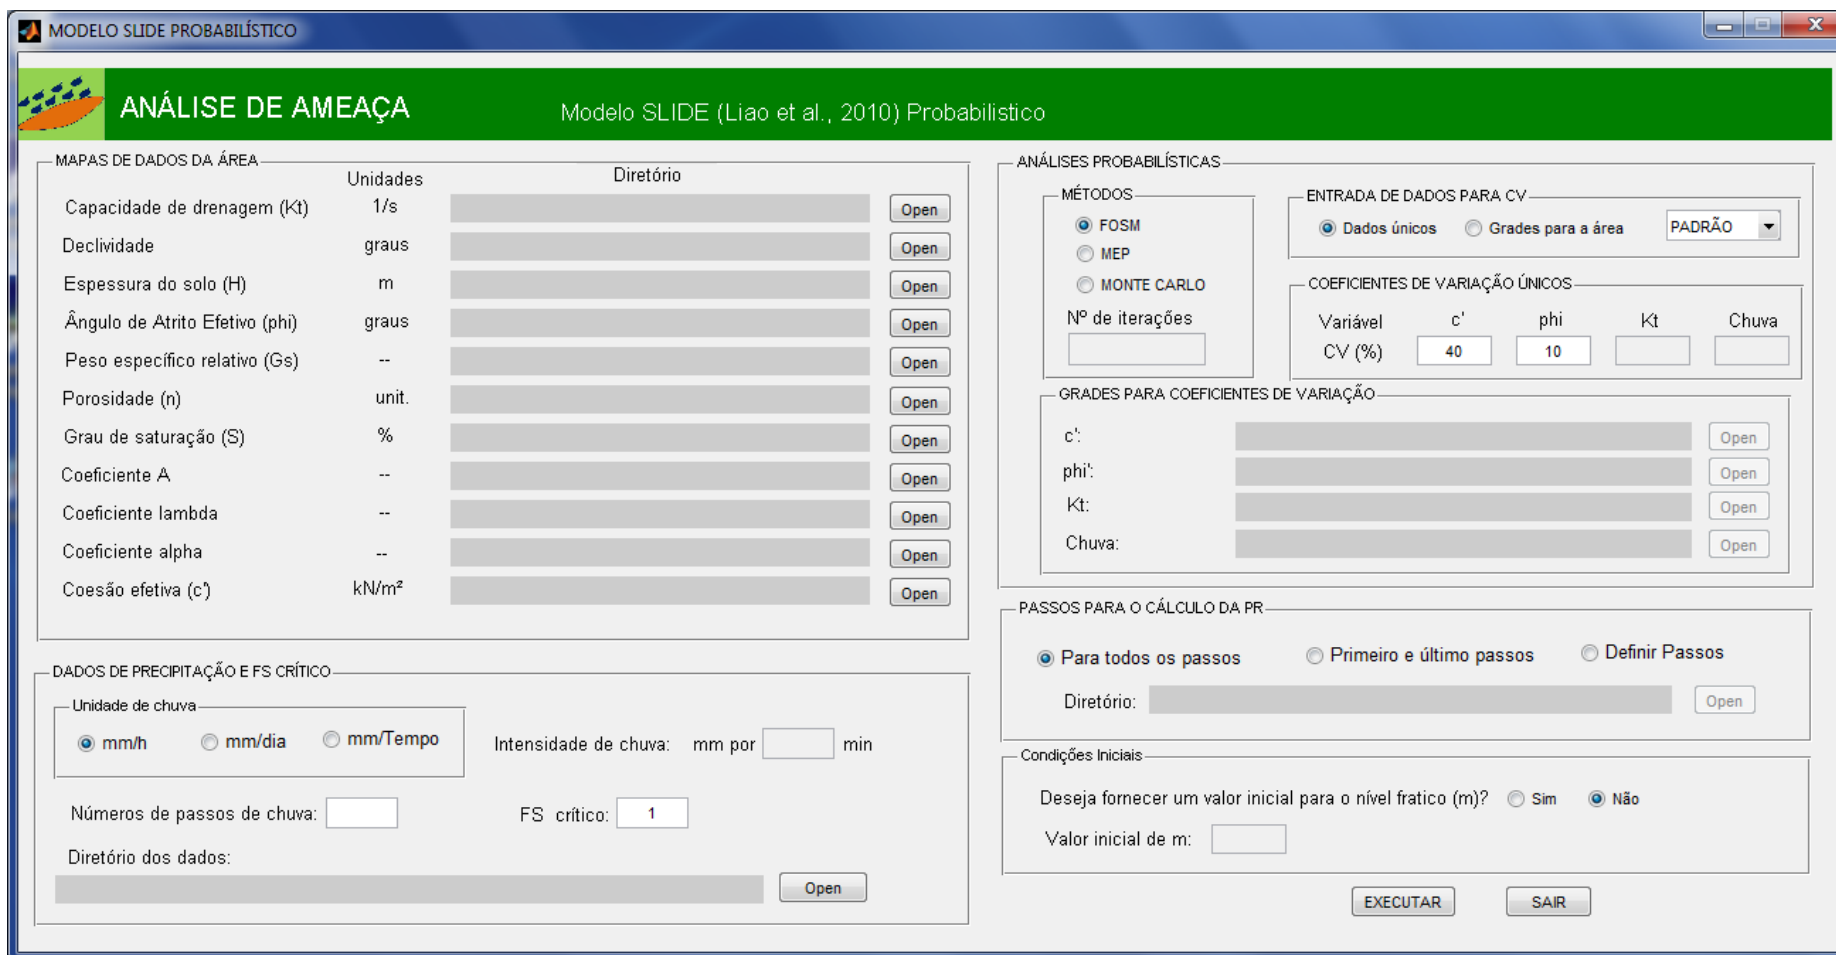 MODELO SLIDE PROBABILÍSTICO
ANÁLISE DE AMEAÇA
Modelo SLIDE (Liao et al., 2010) Probabilistico
MAPAS DE DADOS DA ÁREA
Unidades Diretório
Capacidade de drenagem (Kt) 1/s Open
Declividade graus Open
Espessura do solo (H) m Open
Ângulo de Atrito Efetivo (phi) graus Open
Peso específico relativo (Gs) -- Open
Porosidade (n) unit. Open
Grau de saturação (S) % Open
Coeficiente A -- Open
Coeficiente lambda -- Open
Coeficiente alpha -- Open
Coesão efetiva (c') kN/m² Open
DADOS DE PRECIPITAÇÃO E FS CRÍTICO
Unidade de chuva
mm/h mm/dia mm/Tempo
Intensidade de chuva: mm por min
Números de passos de chuva: FS crítico: 1
Diretório dos dados:
Open
ANÁLISES PROBABILÍSTICAS
MÉTODOS
FOSM
MEP
MONTE CARLO
Nº de iterações
ENTRADA DE DADOS PARA CV
Dados únicos Grades para a área PADRÃO
COEFICIENTES DE VARIAÇÃO ÚNICOS
Variável c' phi Kt Chuva
CV (%) 40 10
GRADES PARA COEFICIENTES DE VARIAÇÃO
c': Open
phi': Open
Kt: Open
Chuva: Open
PASSOS PARA O CÁLCULO DA PR
Para todos os passos Primeiro e último passos Definir Passos
Diretório: Open
Condições Iniciais
Deseja fornecer um valor inicial para o nível fratico (m)? Sim Não
Valor inicial de m:
EXECUTAR SAIR